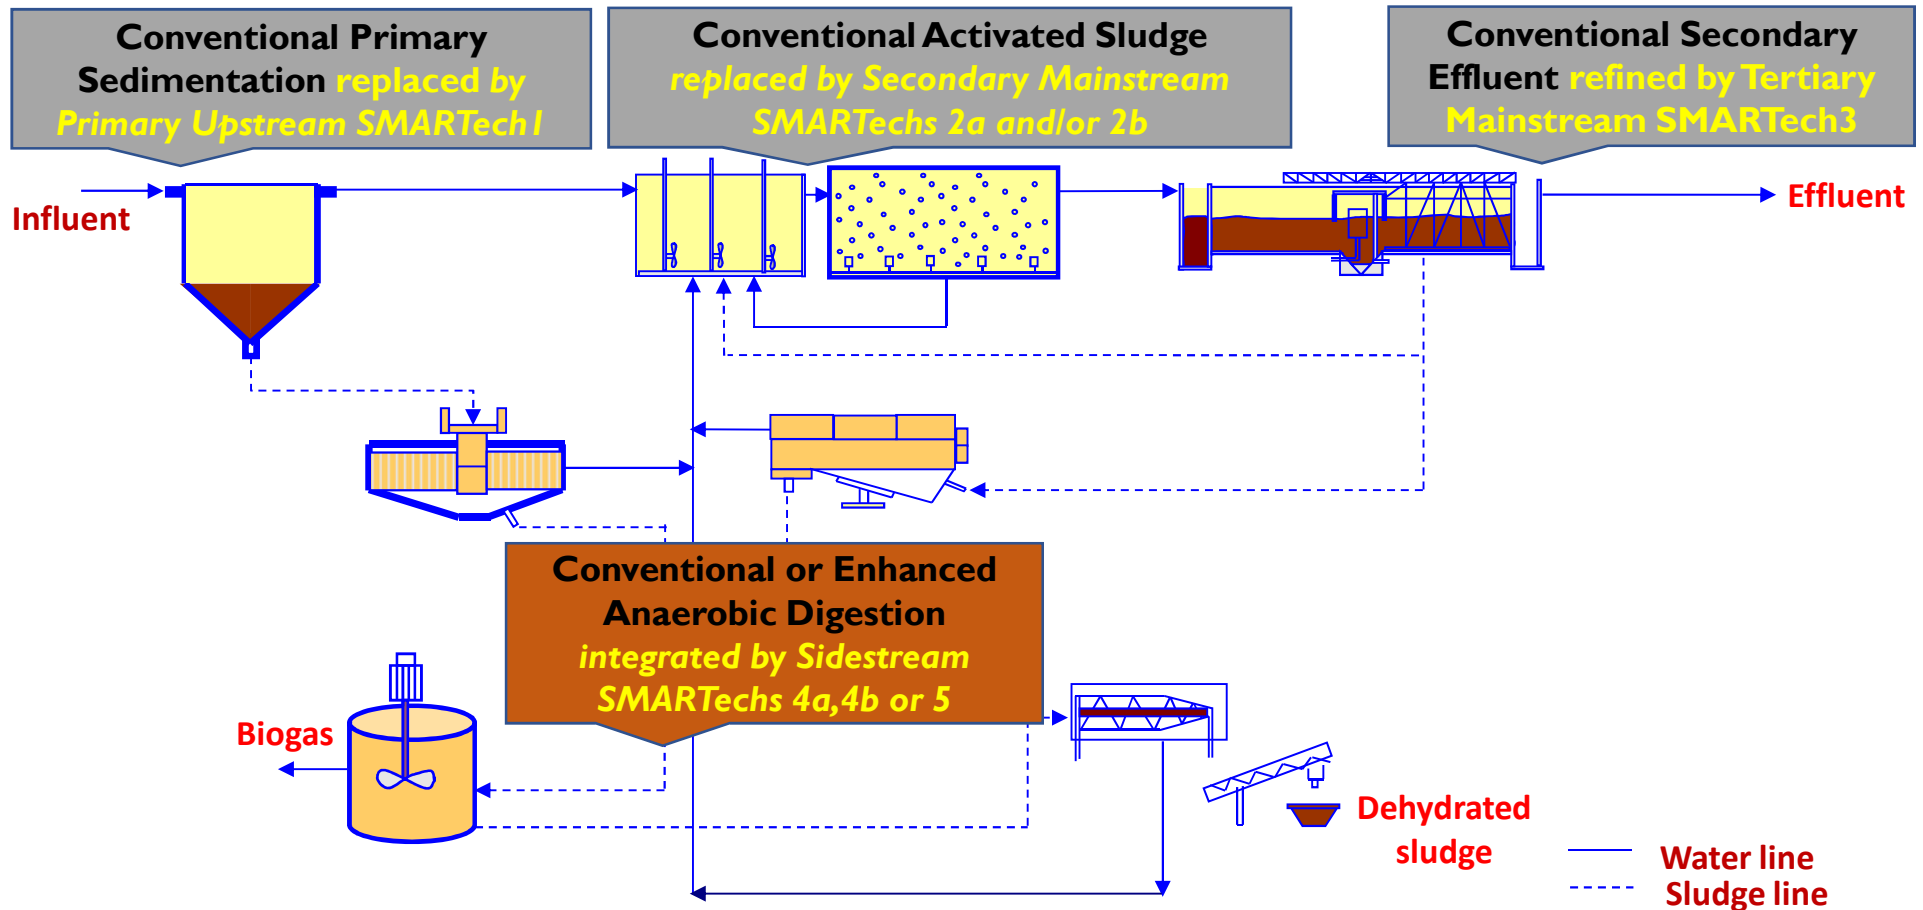 Conventional Primary
Sedimentation replaced by
Primary Upstream SMARTech1
Conventional Activated Sludge
replaced by Secondary Mainstream
SMARTechs 2a and/or 2b
Conventional Secondary
Effluent refined by Tertiary
Mainstream SMARTech3
Influent
Effluent
Conventional or Enhanced
Anaerobic Digestion
integrated by Sidestream
SMARTechs 4a,4b or 5
Biogas
Dehydrated
sludge
Water line
Sludge line